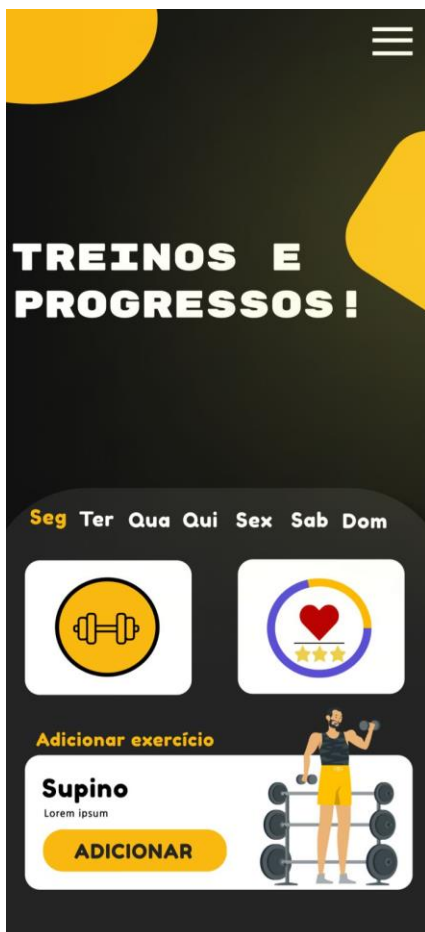 TREINOS E
PROGRESSOS!
Seg Ter Qua Qui Sex Sab Dom
Adicionar exercício
Supino
Lorem ipsum
ADICIONAR